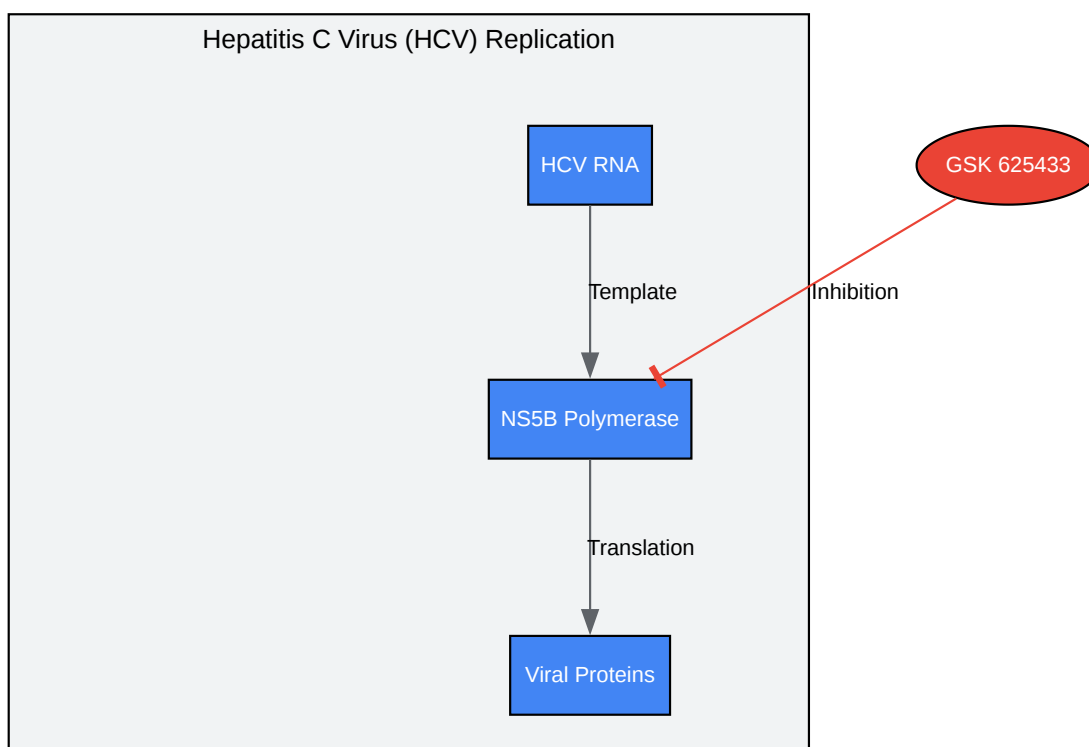 Hepatitis C Virus (HCV) Replication
HCV RNA
GSK 625433
Template
Inhibition
NS5B Polymerase
Translation
Viral Proteins